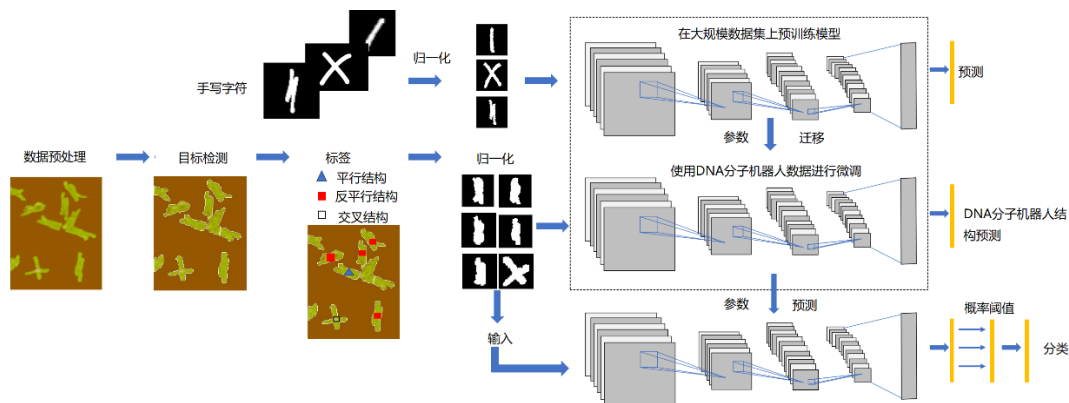 在大规模数据集上预训练模型
手写字符
归一化
预测
参数 迁移
数据预处理
目标检测
标签
归一化
平行结构
反平行结构
交叉结构
使用DNA分子机器人数据进行微调
DNA分子机器人结
构预测
参数 预测
输入
概率阈值
分类